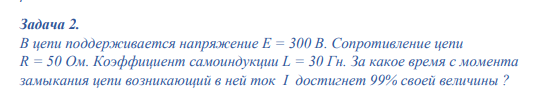 Задача 2.
В цепи поддерживается напряжение E = 300 В. Сопротивление цепи
R = 50 Ом. Коэффициент самоиндукции L = 30 Гн. За какое время с момента
замыкания цепи возникающий в ней ток I достигнет 99% своей величины ?